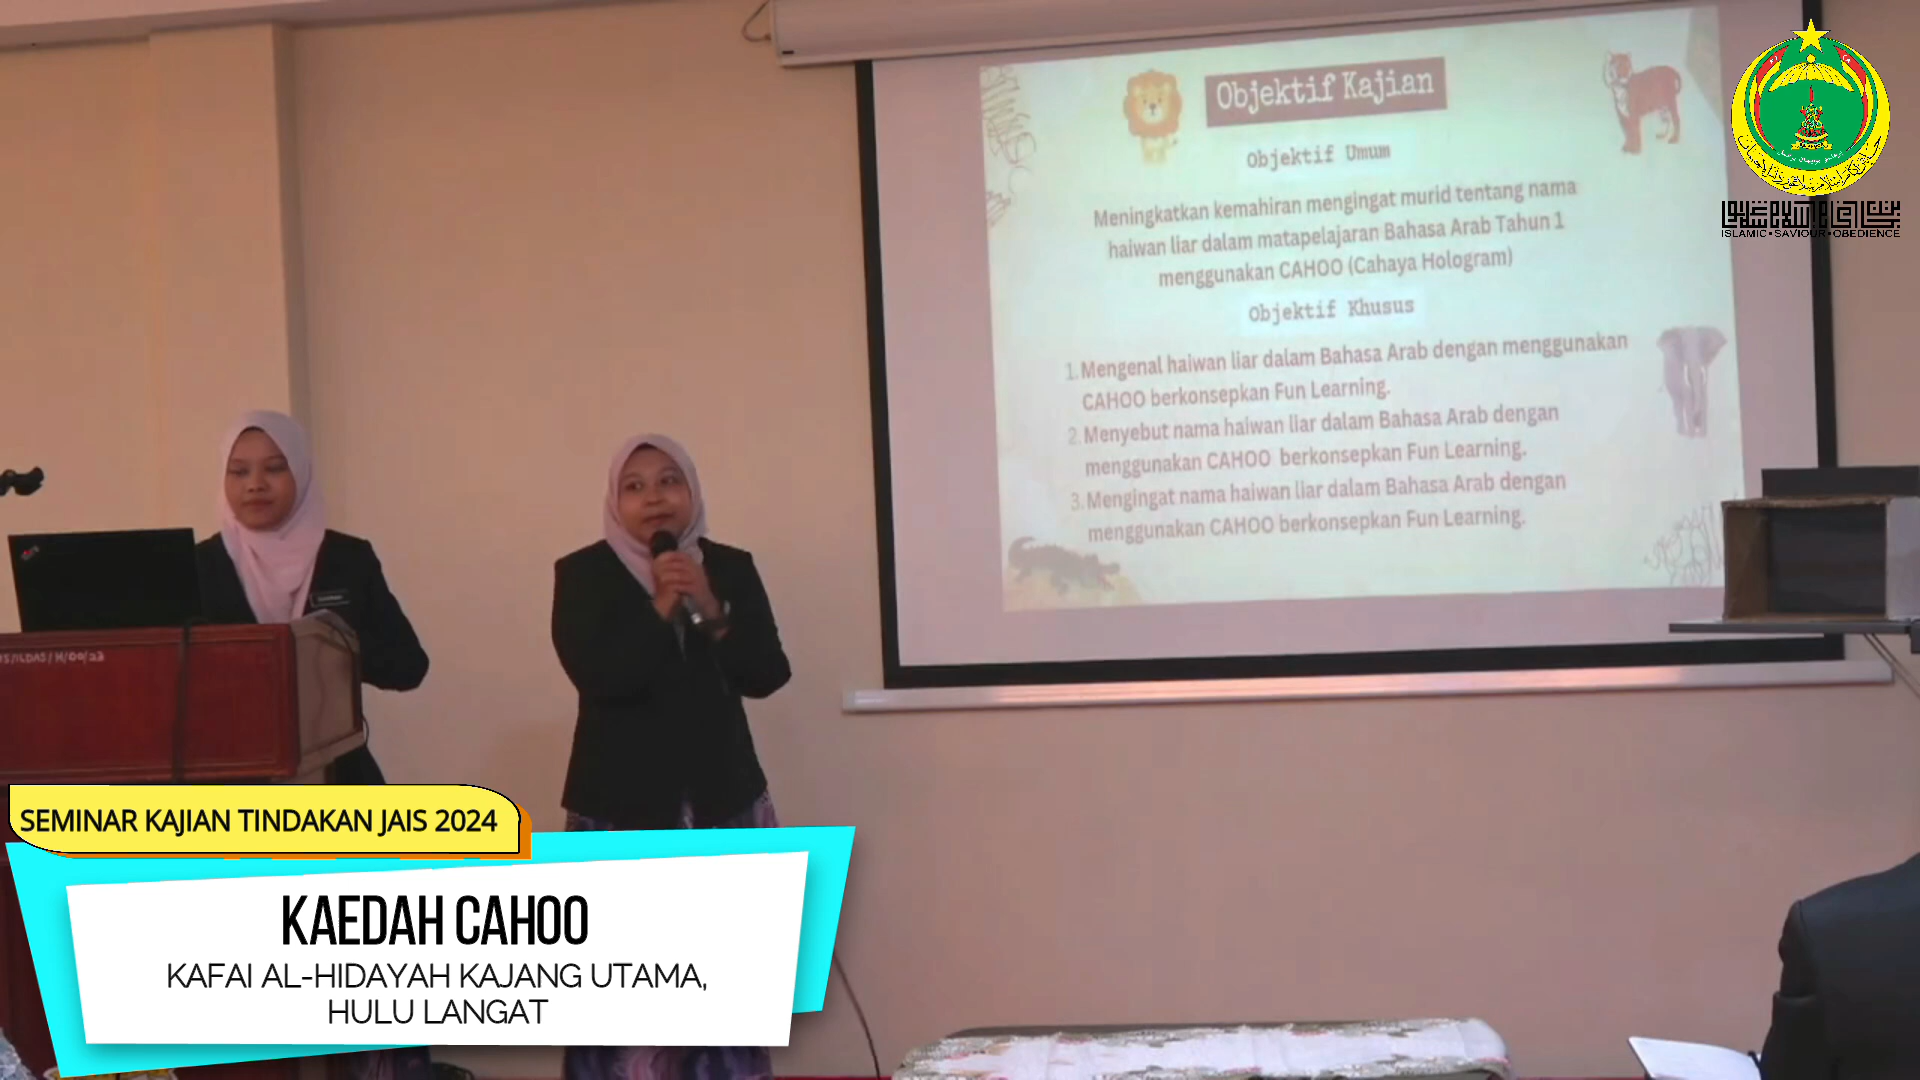 Objektif Kajian
Objektif Umum
Meningkatkan kemahiran mengingat murid tentang nama
haiwan liar dalam matapelajaran Bahasa Arab Tahun 1
menggunakan CAHOO (Cahaya Hologram)
Objektif Khusus
1. Mengenal haiwan liar dalam Bahasa Arab dengan menggunakan
CAHOO berkonsepkan Fun Learning.
2. Menyebut nama haiwan liar dalam Bahasa Arab dengan
menggunakan CAHOO berkonsepkan Fun Learning.
3. Mengingat nama haiwan liar dalam Bahasa Arab dengan
menggunakan CAHOO berkonsepkan Fun Learning.
ISLAMIC • SAVIOUR • OBEDIENCE
SEMINAR KAJIAN TINDAKAN JAIS 2024
KAEDAH CAHOO
KAFAI AL-HIDAYAH KAJANG UTAMA,
HULU LANGAT